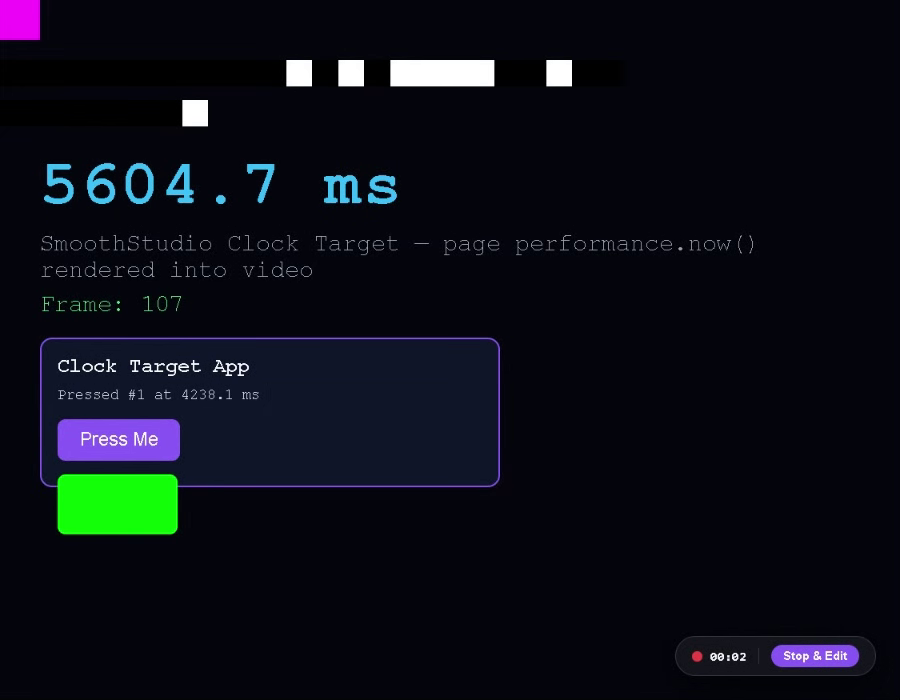 5604.7 ms
SmoothStudio Clock Target — page performance.now()
rendered into video
Frame: 107
Clock Target App
Pressed #1 at 4238.1 ms
Press Me
00:02
Stop & Edit